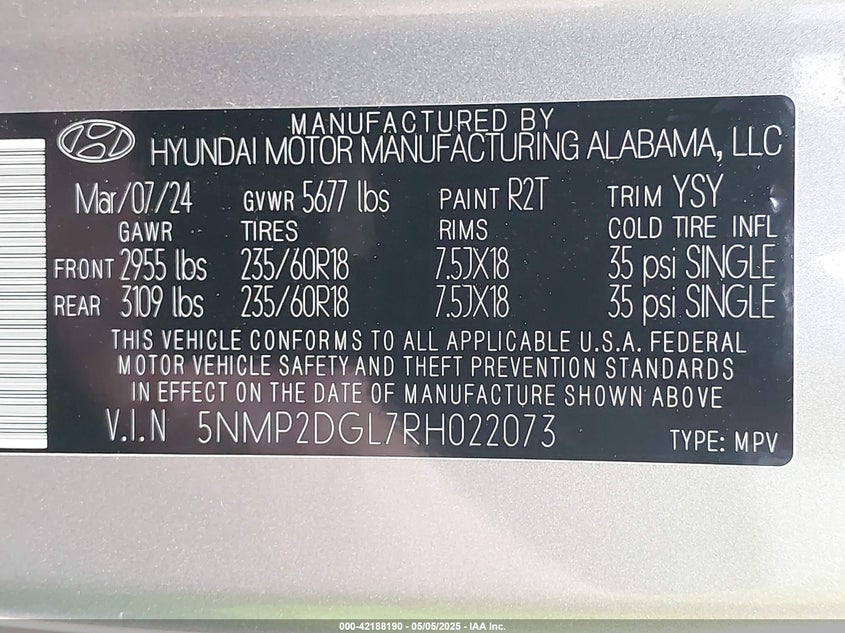 MANUFACTURED BY
HYUNDAI MOTOR MANUFACTURING ALABAMA, LLC
Mar/07/24 GVWR 5677 lbs PAINT R2T TRIM YSY
GAWR TIRES RIMS COLD TIRE INFL
FRONT 2955 lbs 235/60R18 7.5JX18 35 psi SINGLE
REAR 3109 lbs 235/60R18 7.5JX18 35 psi SINGLE
THIS VEHICLE CONFORMS TO ALL APPLICABLE U.S.A. FEDERAL
MOTOR VEHICLE SAFETY AND THEFT PREVENTION STANDARDS
IN EFFECT ON THE DATE OF MANUFACTURE SHOWN ABOVE
V.I.N 5NMP2DGL7RH022073 TYPE: MPV
000-42188190 - 05/05/2025 - IAA Inc.